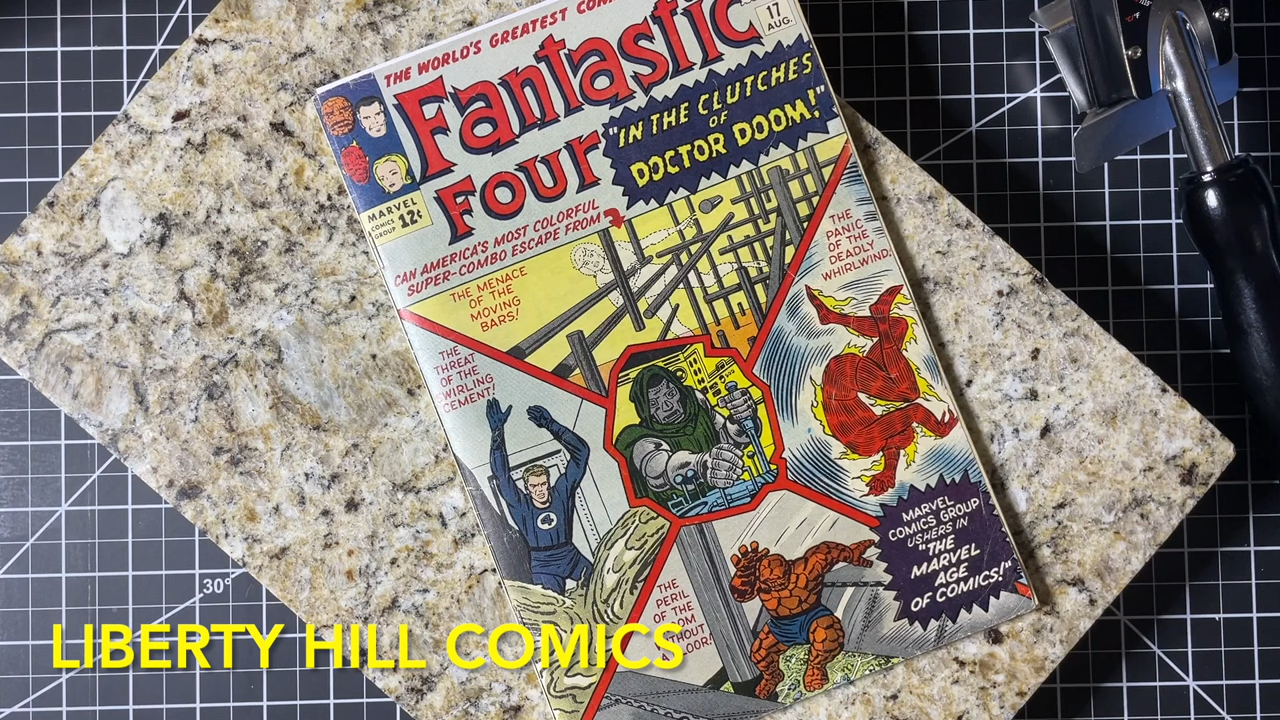 THE WORLD'S GREATEST
17
AUG.
Fantastic
FOUR
"IN THE CLUTCHES
OF
DOCTOR DOOM!"
MARVEL
COMICS
GROUP
12¢
CAN AMERICA'S MOST COLORFUL
SUPER-COMBO ESCAPE FROM
THE MENACE
OF THE
MOVING
BARS!
THE
PANIC
OF THE
DEADLY
WHIRLWIND!
THE
THREAT
OF THE
SWIRLING
CEMENT!
4
MARVEL
COMICS GROUP
USHERS IN
"THE
MARVEL
AGE
OF COMICS!"
THE
PERIL
OF THE
30°
LIBERTY HILL COMICS